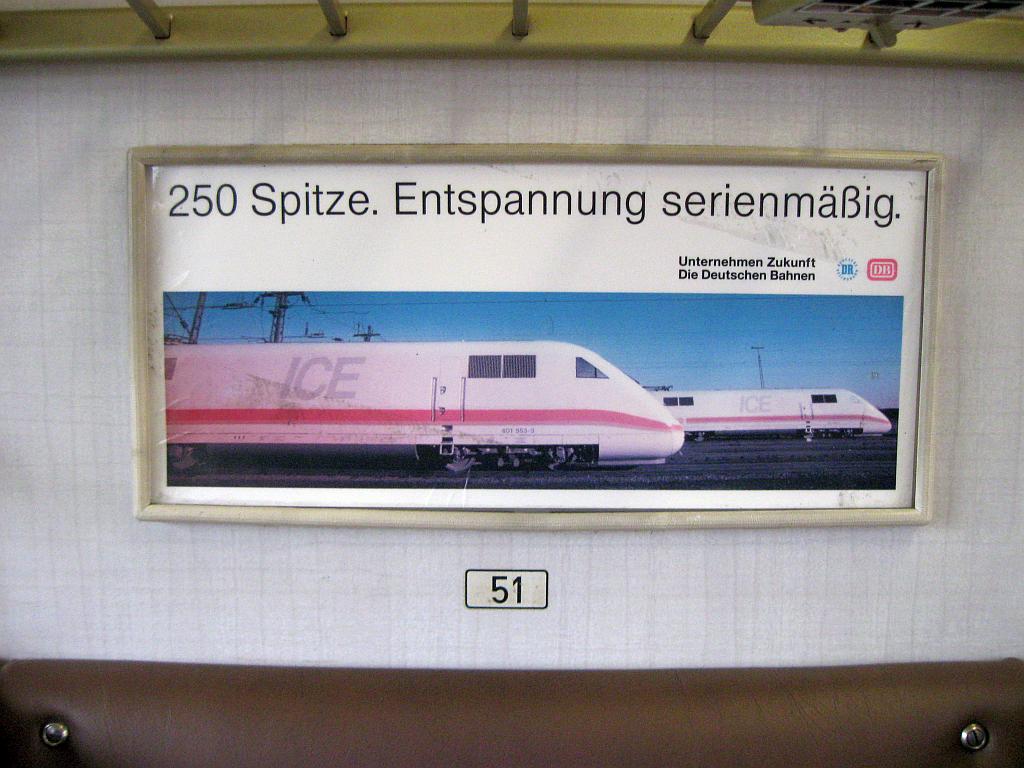 250 Spitze. Entspannung serienmäßig.
Unternehmen Zukunft
Die Deutschen Bahnen
DR DB
ICE
ICE
51